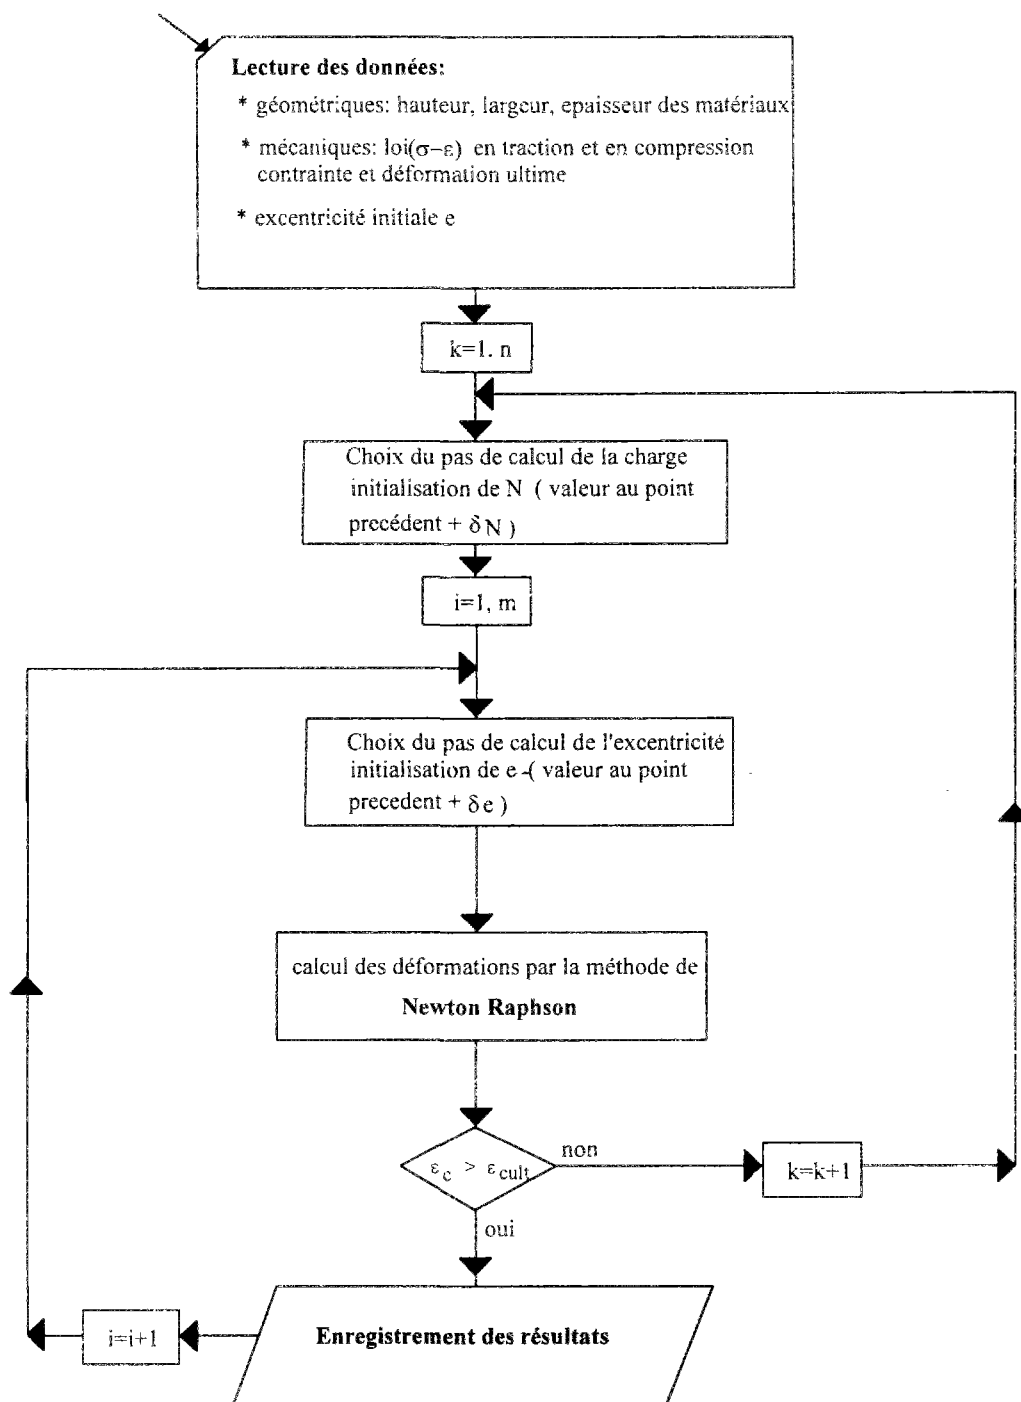 Lecture des données:
* géométriques: hauteur, largeur, epaisseur des matériaux
* mécaniques: loi(σ–ε) en traction et en compression
contrainte et déformation ultime
* excentricité initiale e
k=1. n
Choix du pas de calcul de la charge
initialisation de N ( valeur au point
precédent + δN )
i=1, m
Choix du pas de calcul de l'excentricité
initialisation de e -( valeur au point
precedent + δe )
calcul des déformations par la méthode de
Newton Raphson
εc > εcult
non
k=k+1
oui
i=i+1
Enregistrement des résultats